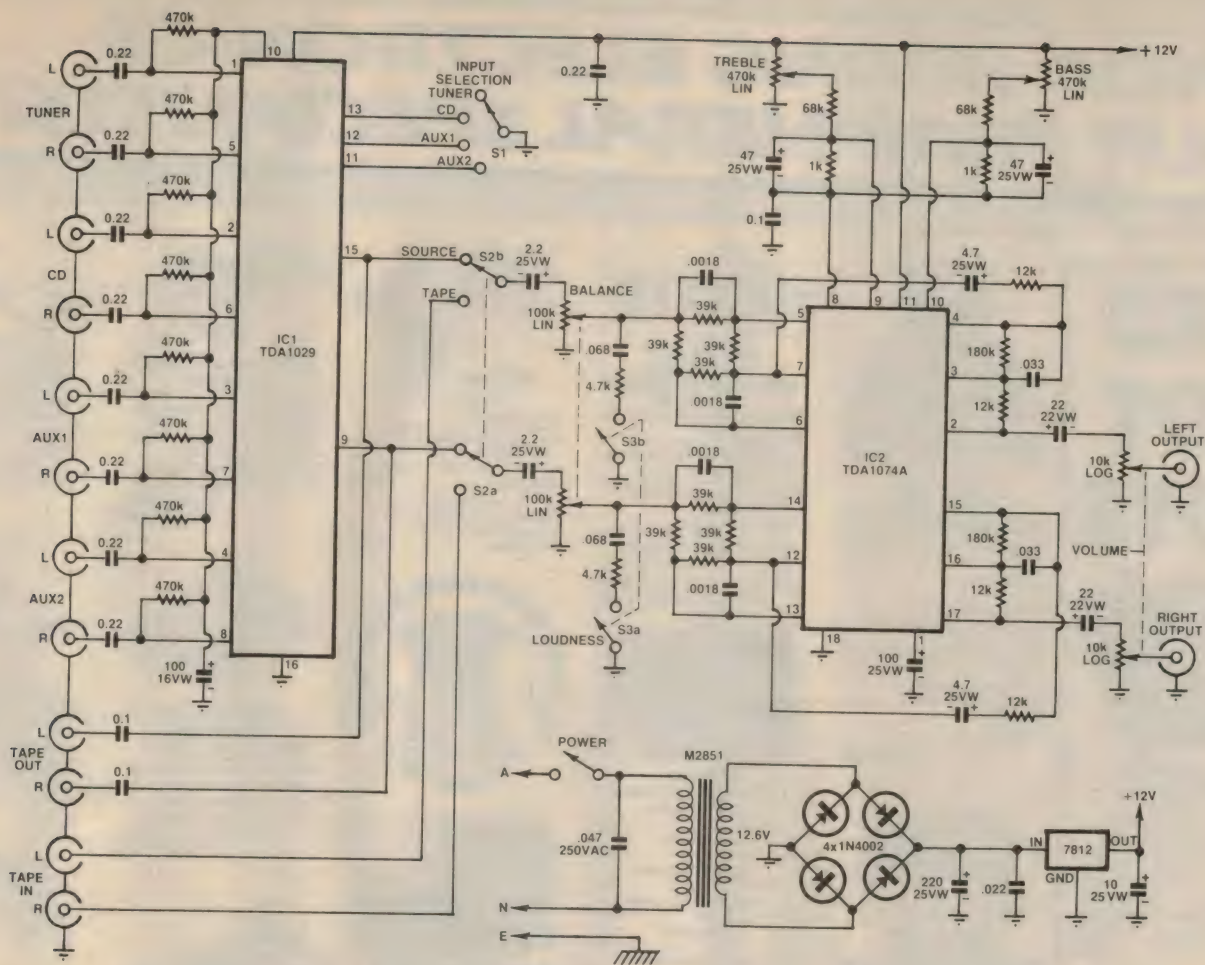 470k
L
0.22
1
10
TUNER
470k
R
0.22
5
470k
L
0.22
2
CD
470k
R
0.22
6
470k
L
0.22
3
AUX1
470k
R
0.22
7
470k
L
0.22
4
AUX2
470k
R
0.22
8
100
16VW
16
IC1
TDA1029
13
12
11
15
9
L
0.1
TAPE OUT
R
0.1
L
TAPE IN
R
INPUT
SELECTION
TUNER
CD
AUX1
AUX2
S1
0.22
+12V
TREBLE
470k
LIN
68k
47
25VW
+
-
1k
0.1
BASS
470k
LIN
68k
1k
47
25VW
+
-
SOURCE
S2b
TAPE
2.2
25VW
- +
BALANCE
100k
LIN
.068
4.7k
S3b
S2a
2.2
25VW
- +
100k
LIN
.068
4.7k
S3a
LOUDNESS
.0018
39k
39k
39k
39k
.0018
.0018
39k
39k
39k
39k
.0018
5
7
6
14
12
13
8
9
11
10
IC2
TDA1074A
18
1
100
25VW
+
-
4
3
2
15
16
17
4.7
25VW
- +
12k
180k
.033
12k
22
22VW
+ -
10k
LOG
LEFT
OUTPUT
VOLUME
180k
.033
12k
22
22VW
+ -
10k
LOG
RIGHT
OUTPUT
4.7
25VW
- +
12k
POWER
A
.047
250VAC
N
E
M2851
12.6V
4x1N4002
220
25VW
+
-
.022
IN
7812
OUT
GND
+12V
10
25VW
+
-